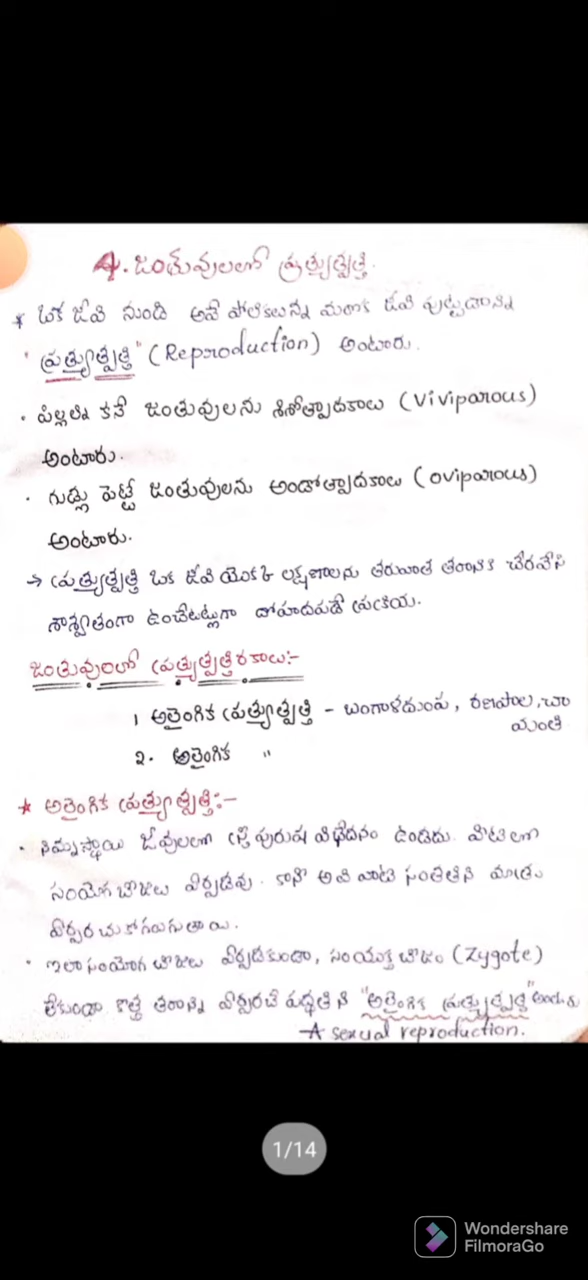 4. జంతువులలో ప్రత్యుత్పత్తి.
* ఒక జీవి నుండి అవే పోలికలున్న మరొక జీవి పుట్టడాన్ని
"ప్రత్యుత్పత్తి" (Reproduction) అంటారు.
• పిల్లల్ని కనే జంతువులను శిశోత్పాదకాలు (Viviparous)
అంటారు.
• గుడ్లు పెట్టే జంతువులను అండోత్పాదకాలు (oviparous)
అంటారు.
→ ప్రత్యుత్పత్తి ఒక జీవి యొక్క లక్షణాలను తరువాత తరానికి చేరవేసి
శాశ్వతంగా ఉంచేటట్లుగా దోహదపడే ప్రక్రియ.
జంతువులలో ప్రత్యుత్పత్తి రకాలు:-
1 అలైంగిక ప్రత్యుత్పత్తి - బంగాళదుంప, రణపాల, చా
మంతి
2. అలైంగిక "
* అలైంగిక ప్రత్యుత్పత్తి:-
• నిమ్నస్థాయి జీవులలో స్త్రీ పురుష విభేదనం ఉండదు. వీటిలో
సంయోగ బీజాలు ఏర్పడవు. కానీ అవి వాటి సంతతిని మాత్రం
ఏర్పరచుకోగలుగుతాయి.
• ఇలా సంయోగ బీజాలు ఏర్పడకుండా, సంయుక్త బీజం (Zygote)
లేకుండా కొత్త తరాన్ని ఏర్పరచే పద్ధతిని "అలైంగిక ప్రత్యుత్పత్తి" అంటారు
A sexual reproduction.
1/14
Wondershare
FilmoraGo